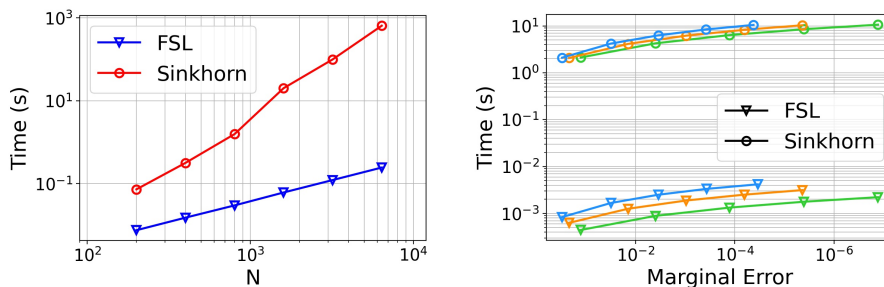 10³
10¹
10⁻¹
Time (s)
FSL
Sinkhorn
10²
10³
10⁴
N
10¹
10⁰
10⁻¹
10⁻²
10⁻³
Time (s)
FSL
Sinkhorn
10⁻²
10⁻⁴
10⁻⁶
Marginal Error